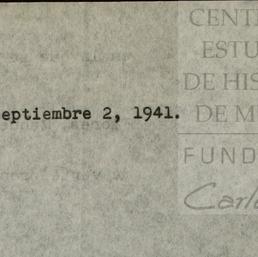 CENT
ESTU
DE HIS
DE M
eptiembre 2, 1941.
FUND
Carl